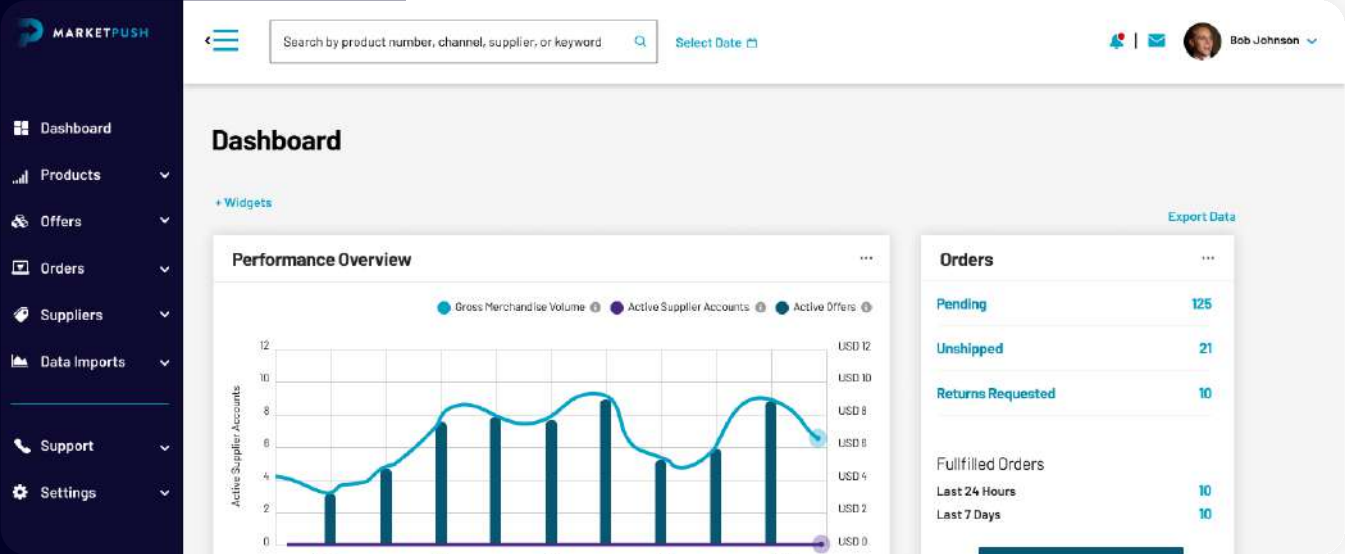 MARKETPUSH
Search by product number, channel, supplier, or keyword
Select Date
Bob Johnson
Dashboard
Products
Offers
Orders
Suppliers
Data Imports
Support
Settings
Dashboard
+ Widgets
Export Data
Performance Overview
...
Gross Merchandise Volume
Active Supplier Accounts
Active Offers
Active Supplier Accounts
12
10
8
6
4
2
0
USD 12
USD 10
USD 8
USD 6
USD 4
USD 2
USD 0
Orders
...
Pending 125
Unshipped 21
Returns Requested 10
Fullfilled Orders
Last 24 Hours 10
Last 7 Days 10